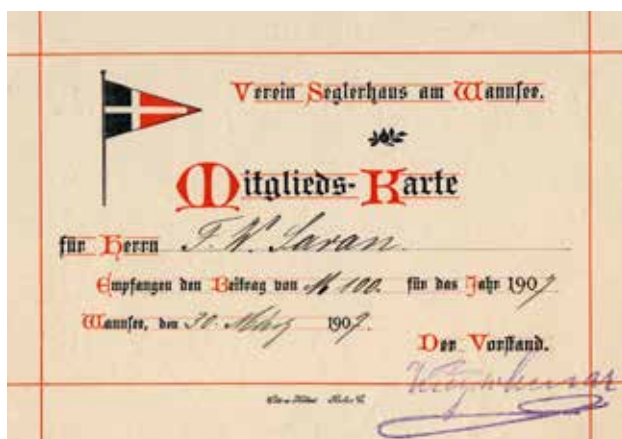 Verein Seglerhaus am Wannsee.
Mitglieds-Karte
für Herrn F. W. Savan.
Empfangen den Beitrag von M 100. für das Jahr 1907
Wannsee, den 30. März 1907.
Der Vorstand.